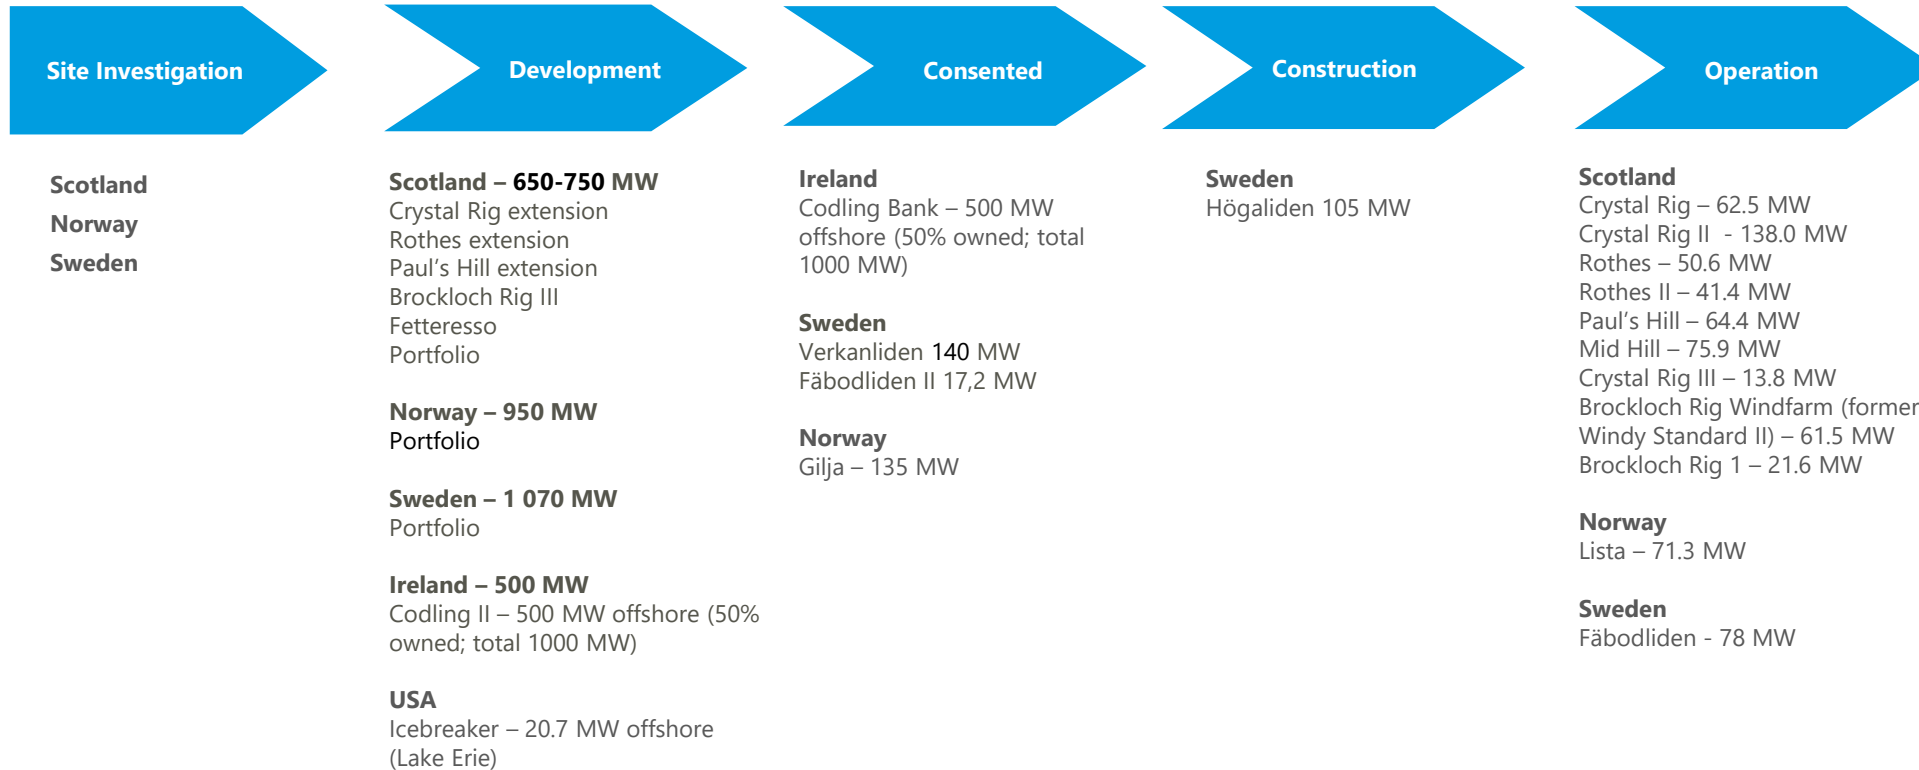 Site Investigation
Development
Consented
Construction
Operation
Scotland
Norway
Sweden
Scotland – 650-750 MW
Crystal Rig extension
Rothes extension
Paul's Hill extension
Brockloch Rig III
Fetteresso
Portfolio
Norway – 950 MW
Portfolio
Sweden – 1 070 MW
Portfolio
Ireland – 500 MW
Codling II – 500 MW offshore (50%
owned; total 1000 MW)
USA
Icebreaker – 20.7 MW offshore
(Lake Erie)
Ireland
Codling Bank – 500 MW
offshore (50% owned; total
1000 MW)
Sweden
Verkanliden 140 MW
Fäbodliden II 17,2 MW
Norway
Gilja – 135 MW
Sweden
Högaliden 105 MW
Scotland
Crystal Rig – 62.5 MW
Crystal Rig II - 138.0 MW
Rothes – 50.6 MW
Rothes II – 41.4 MW
Paul's Hill – 64.4 MW
Mid Hill – 75.9 MW
Crystal Rig III – 13.8 MW
Brockloch Rig Windfarm (former
Windy Standard II) – 61.5 MW
Brockloch Rig 1 – 21.6 MW
Norway
Lista – 71.3 MW
Sweden
Fäbodliden - 78 MW